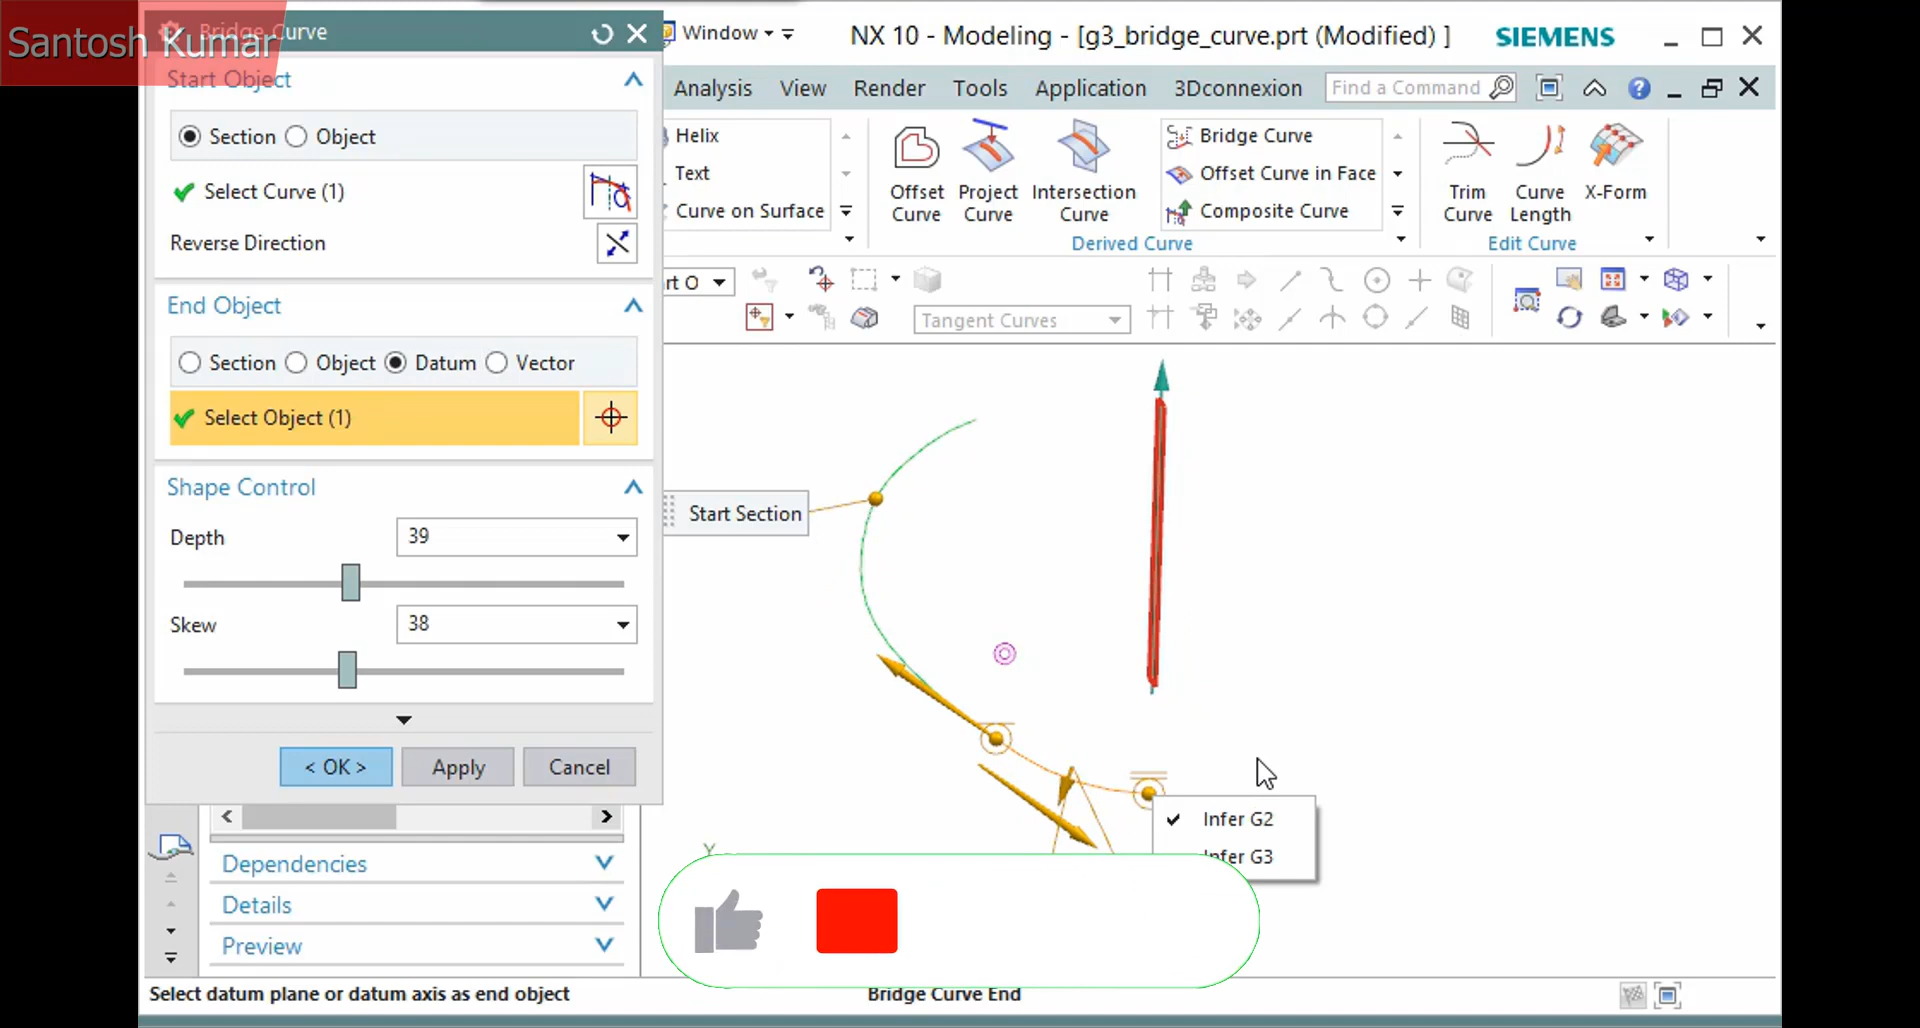 Santosh Kumar
Bridge Curve
Window
NX 10 - Modeling - [g3_bridge_curve.prt (Modified) ]
SIEMENS
Start Object
Analysis
View
Render
Tools
Application
3Dconnexion
Find a Command
Section
Object
Helix
Bridge Curve
Select Curve (1)
Text
Offset Curve
Project Curve
Intersection Curve
Offset Curve in Face
Trim Curve
Curve Length
X-Form
Curve on Surface
Composite Curve
Reverse Direction
Derived Curve
Edit Curve
End Object
rt O
Tangent Curves
Section
Object
Datum
Vector
Select Object (1)
Shape Control
Start Section
Depth
39
Skew
38
< OK >
Apply
Cancel
Infer G2
Infer G3
Y
Dependencies
Details
Preview
Select datum plane or datum axis as end object
Bridge Curve End